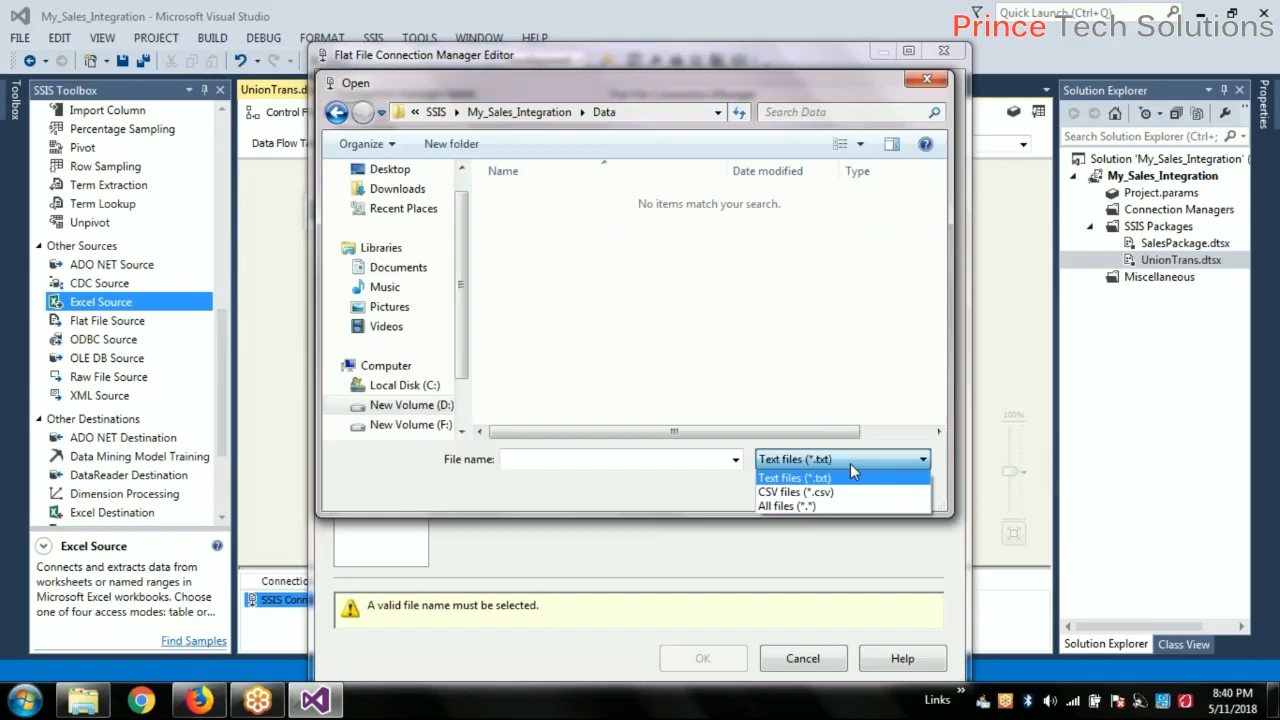 My_Sales_Integration - Microsoft Visual Studio
Quick Launch (Ctrl+Q)
Prince Tech Solutions
FILE EDIT VIEW PROJECT BUILD DEBUG FORMAT SSIS TOOLS WINDOW HELP
Flat File Connection Manager Editor
SSIS Toolbox
Toolbox
Import Column
Percentage Sampling
Pivot
Row Sampling
Term Extraction
Term Lookup
Unpivot
Other Sources
ADO NET Source
CDC Source
Excel Source
Flat File Source
ODBC Source
OLE DB Source
Raw File Source
XML Source
Other Destinations
ADO NET Destination
Data Mining Model Training
DataReader Destination
Dimension Processing
Excel Destination
Excel Source
Connects and extracts data from
worksheets or named ranges in
Microsoft Excel workbooks. Choose
one of four access modes: table or...
Find Samples
UnionTrans.d
Control F
Data Flow Ta
Connectio
SSIS Conn
Open
« SSIS My_Sales_Integration Data
Search Data
Organize New folder
Desktop
Downloads
Recent Places
Libraries
Documents
Music
Pictures
Videos
Computer
Local Disk (C:)
New Volume (D:)
New Volume (F:)
Name Date modified Type
No items match your search.
File name:
Text files (*.txt)
Text files (*.txt)
CSV files (*.csv)
All files (*.*)
A valid file name must be selected.
OK Cancel Help
100%
Solution Explorer
Search Solution Explorer (Ctrl+;
Solution 'My_Sales_Integration' (
My_Sales_Integration
Project.params
Connection Managers
SSIS Packages
SalesPackage.dtsx
UnionTrans.dtsx
Miscellaneous
Solution Explorer Class View
Properties
Links »
8:40 PM
5/11/2018